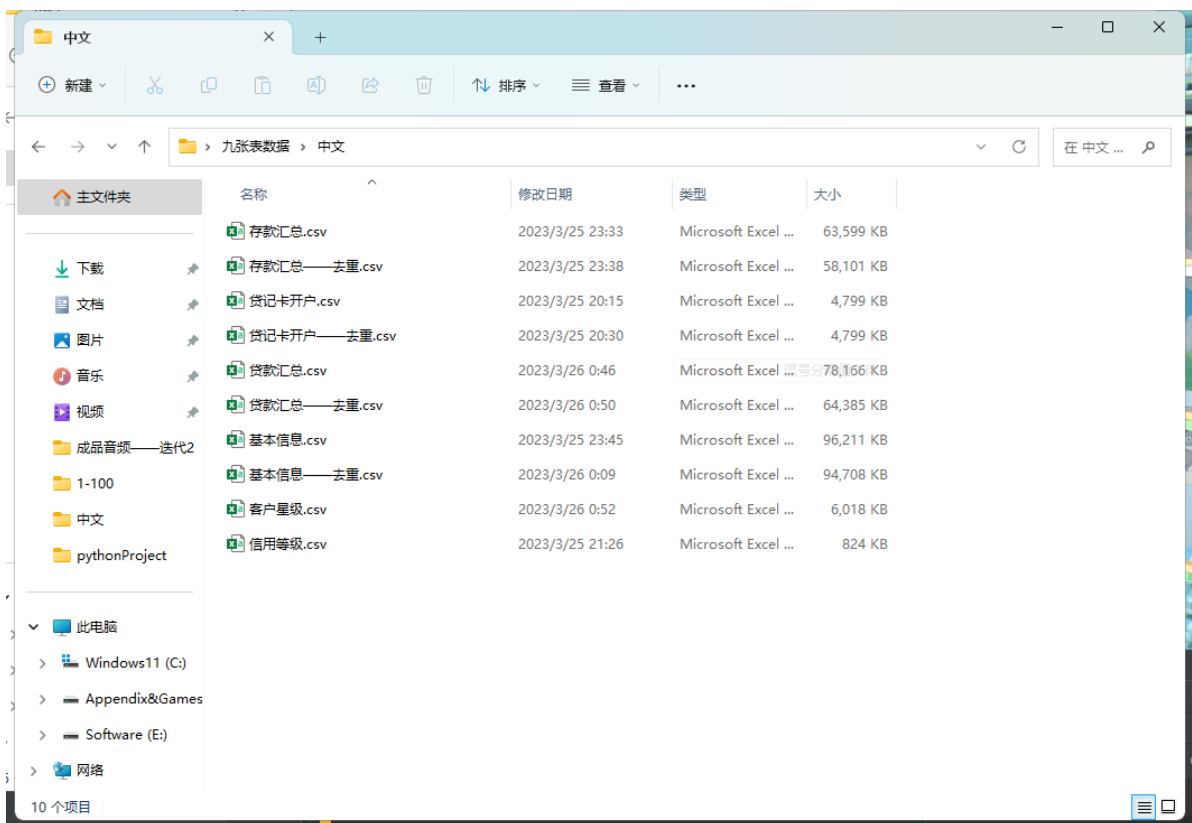 中文
新建
排序
查看
九张表数据 > 中文
在 中文 ...
主文件夹
名称 修改日期 类型 大小
存款汇总.csv 2023/3/25 23:33 Microsoft Excel ... 63,599 KB
存款汇总——去重.csv 2023/3/25 23:38 Microsoft Excel ... 58,101 KB
贷记卡开户.csv 2023/3/25 20:15 Microsoft Excel ... 4,799 KB
贷记卡开户——去重.csv 2023/3/25 20:30 Microsoft Excel ... 4,799 KB
贷款汇总.csv 2023/3/26 0:46 Microsoft Excel ... 78,166 KB
贷款汇总——去重.csv 2023/3/26 0:50 Microsoft Excel ... 64,385 KB
基本信息.csv 2023/3/25 23:45 Microsoft Excel ... 96,211 KB
基本信息——去重.csv 2023/3/26 0:09 Microsoft Excel ... 94,708 KB
客户星级.csv 2023/3/26 0:52 Microsoft Excel ... 6,018 KB
信用等级.csv 2023/3/25 21:26 Microsoft Excel ... 824 KB
下载
文档
图片
音乐
视频
成品音频——迭代2
1-100
中文
pythonProject
此电脑
Windows11 (C:)
Appendix&Games
Software (E:)
网络
10 个项目